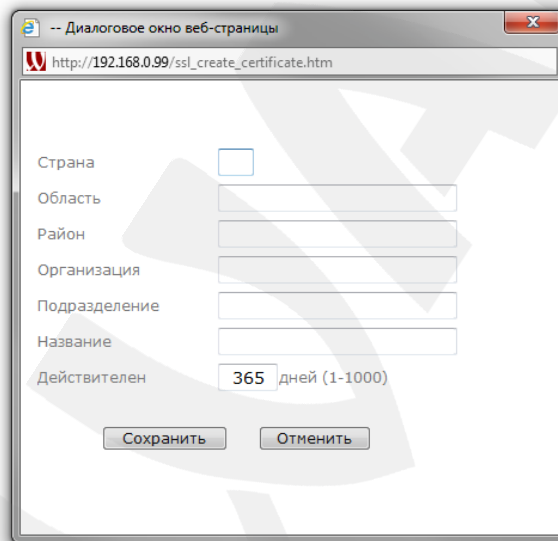 -- Диалоговое окно веб-страницы
http://192.168.0.99/ssl_create_certificate.htm
Страна
Область
Район
Организация
Подразделение
Название
Действителен 365 дней (1-1000)
Сохранить Отменить